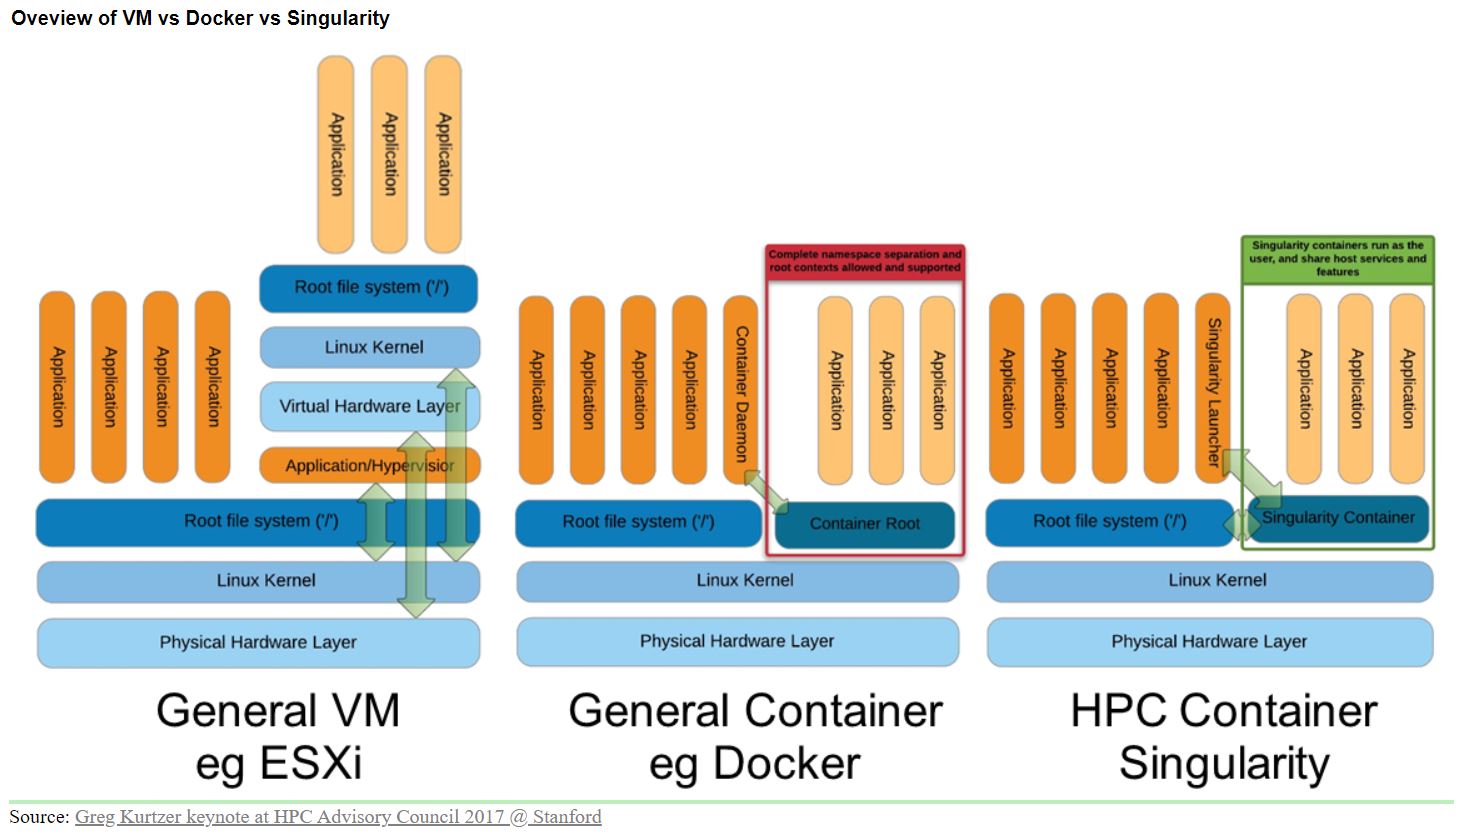 Oveview of VM vs Docker vs Singularity
Application
Application
Application
Root file system ('/')
Linux Kernel
Virtual Hardware Layer
Application/Hypervisior
Application
Application
Application
Application
Root file system ('/')
Linux Kernel
Physical Hardware Layer
General VM
eg ESXi
Complete namespace separation and
root contexts allowed and supported
Application
Application
Application
Application
Container Daemon
Application
Application
Application
Root file system ('/')
Container Root
Linux Kernel
Physical Hardware Layer
General Container
eg Docker
Singularity containers run as the
user, and share host services and
features
Application
Application
Application
Application
Singularity Launcher
Application
Application
Application
Root file system ('/')
Singularity Container
Linux Kernel
Physical Hardware Layer
HPC Container
Singularity
Source: Greg Kurtzer keynote at HPC Advisory Council 2017 @ Stanford